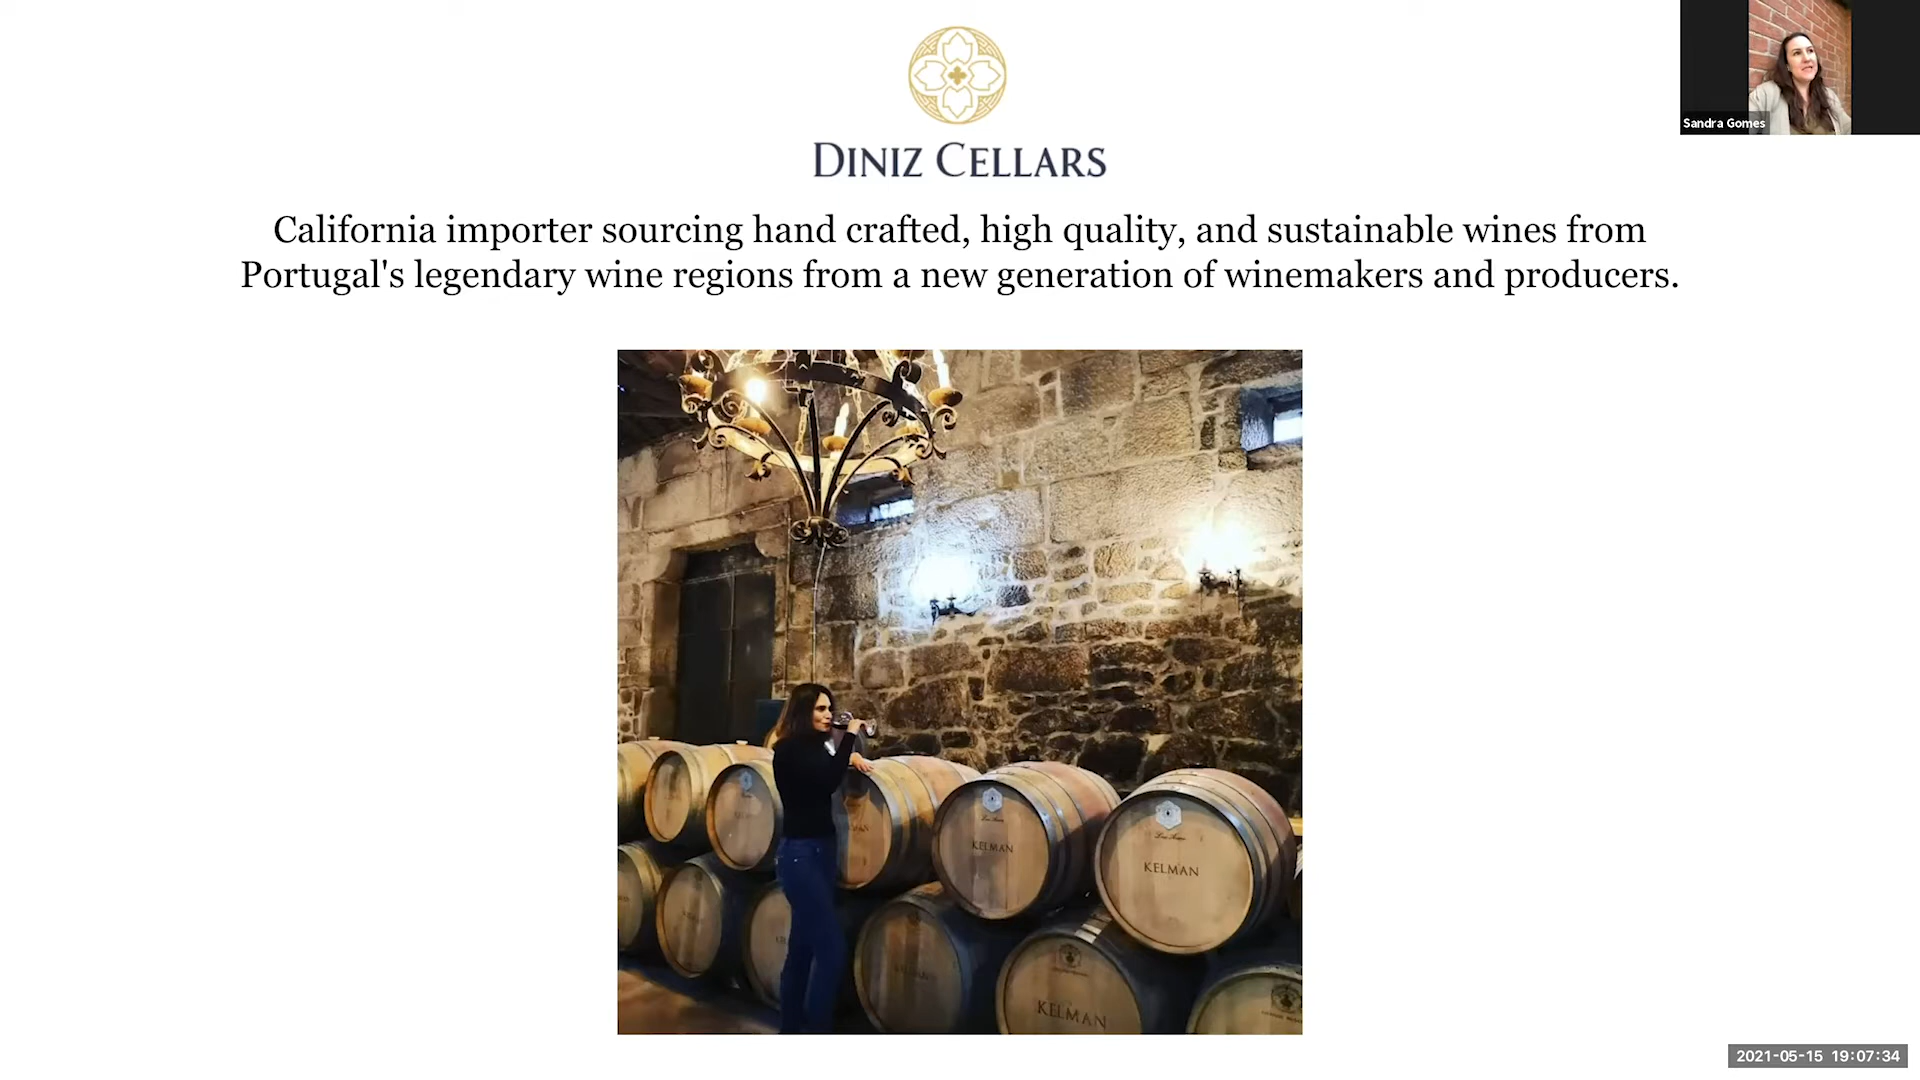 DINIZ CELLARS
Sandra Gomes
California importer sourcing hand crafted, high quality, and sustainable wines from
Portugal's legendary wine regions from a new generation of winemakers and producers.
KELMAN
KELMAN
KELMAN
2021-05-15 19:07:34